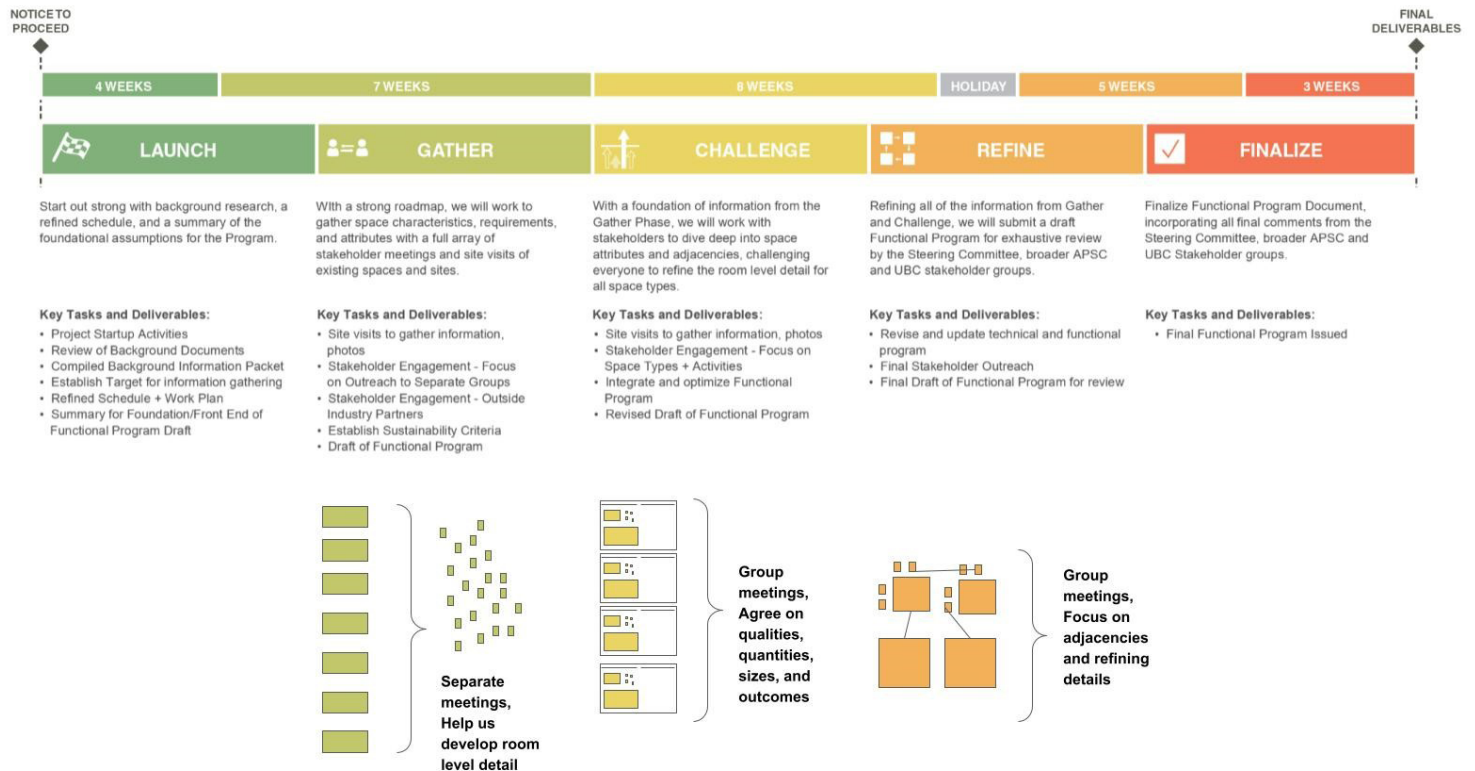 NOTICE TO
PROCEED
FINAL
DELIVERABLES
4 WEEKS
7 WEEKS
8 WEEKS
HOLIDAY
5 WEEKS
3 WEEKS
LAUNCH
GATHER
CHALLENGE
REFINE
FINALIZE
Start out strong with background research, a
refined schedule, and a summary of the
foundational assumptions for the Program.
Key Tasks and Deliverables:
• Project Startup Activities
• Review of Background Documents
• Compiled Background Information Packet
• Establish Target for information gathering
• Refined Schedule + Work Plan
• Summary for Foundation/Front End of
Functional Program Draft
WIth a strong roadmap, we will work to
gather space characteristics, requirements,
and attributes with a full array of
stakeholder meetings and site visits of
existing spaces and sites.
Key Tasks and Deliverables:
• Site visits to gather information,
photos
• Stakeholder Engagement - Focus
on Outreach to Separate Groups
• Stakeholder Engagement - Outside
Industry Partners
• Establish Sustainability Criteria
• Draft of Functional Program
With a foundation of information from the
Gather Phase, we will work with
stakeholders to dive deep into space
attributes and adjacencies, challenging
everyone to refine the room level detail for
all space types.
Key Tasks and Deliverables:
• Site visits to gather information, photos
• Stakeholder Engagement - Focus on
Space Types + Activities
• Integrate and optimize Functional
Program
• Revised Draft of Functional Program
Refining all of the information from Gather
and Challenge, we will submit a draft
Functional Program for exhaustive review
by the Steering Committee, broader APSC
and UBC stakeholder groups.
Key Tasks and Deliverables:
• Revise and update technical and functional
program
• Final Stakeholder Outreach
• Final Draft of Functional Program for review
Finalize Functional Program Document,
incorporating all final comments from the
Steering Committee, broader APSC and
UBC Stakeholder groups.
Key Tasks and Deliverables:
• Final Functional Program Issued
Separate
meetings,
Help us
develop room
level detail
Group
meetings,
Agree on
qualities,
quantities,
sizes, and
outcomes
Group
meetings,
Focus on
adjacencies
and refining
details